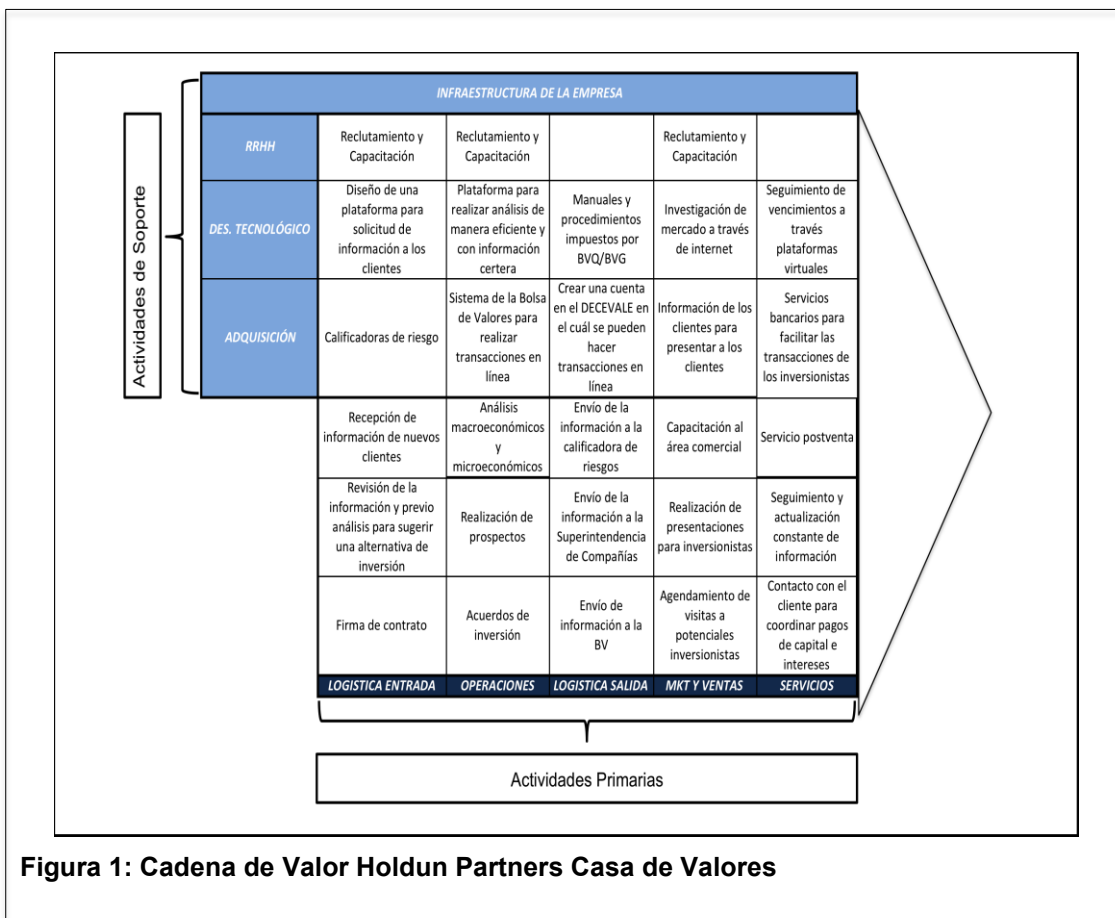 INFRAESTRUCTURA DE LA EMPRESA
Actividades de Soporte
RRHH
Reclutamiento y
Capacitación
Reclutamiento y
Capacitación
Reclutamiento y
Capacitación
DES. TECNOLÓGICO
Diseño de una
plataforma para
solicitud de
información a los
clientes
Plataforma para
realizar análisis de
manera eficiente y
con información
certera
Manuales y
procedimientos
impuestos por
BVQ/BVG
Investigación de
mercado a través
de internet
Seguimiento de
vencimientos a
través
plataformas
virtuales
ADQUISICIÓN
Calificadoras de riesgo
Sistema de la Bolsa
de Valores para
realizar
transacciones en
línea
Crear una cuenta
en el DECEVALE en
el cuál se pueden
hacer
transacciones en
línea
Información de los
clientes para
presentar a los
clientes
Servicios
bancarios para
facilitar las
transacciones de
los inversionistas
Recepción de
información de nuevos
clientes
Análisis
macroeconómicos
y
microeconómicos
Envío de la
información a la
calificadora de
riesgos
Capacitación al
área comercial
Servicio postventa
Revisión de la
información y previo
análisis para sugerir
una alternativa de
inversión
Realización de
prospectos
Envío de la
información a la
Superintendencia
de Compañías
Realización de
presentaciones
para inversionistas
Seguimiento y
actualización
constante de
información
Firma de contrato
Acuerdos de
inversión
Envío de
información a la
BV
Agendamiento de
visitas a
potenciales
inversionistas
Contacto con el
cliente para
coordinar pagos
de capital e
intereses
LOGISTICA ENTRADA
OPERACIONES
LOGISTICA SALIDA
MKT Y VENTAS
SERVICIOS
Actividades Primarias
Figura 1: Cadena de Valor Holdun Partners Casa de Valores